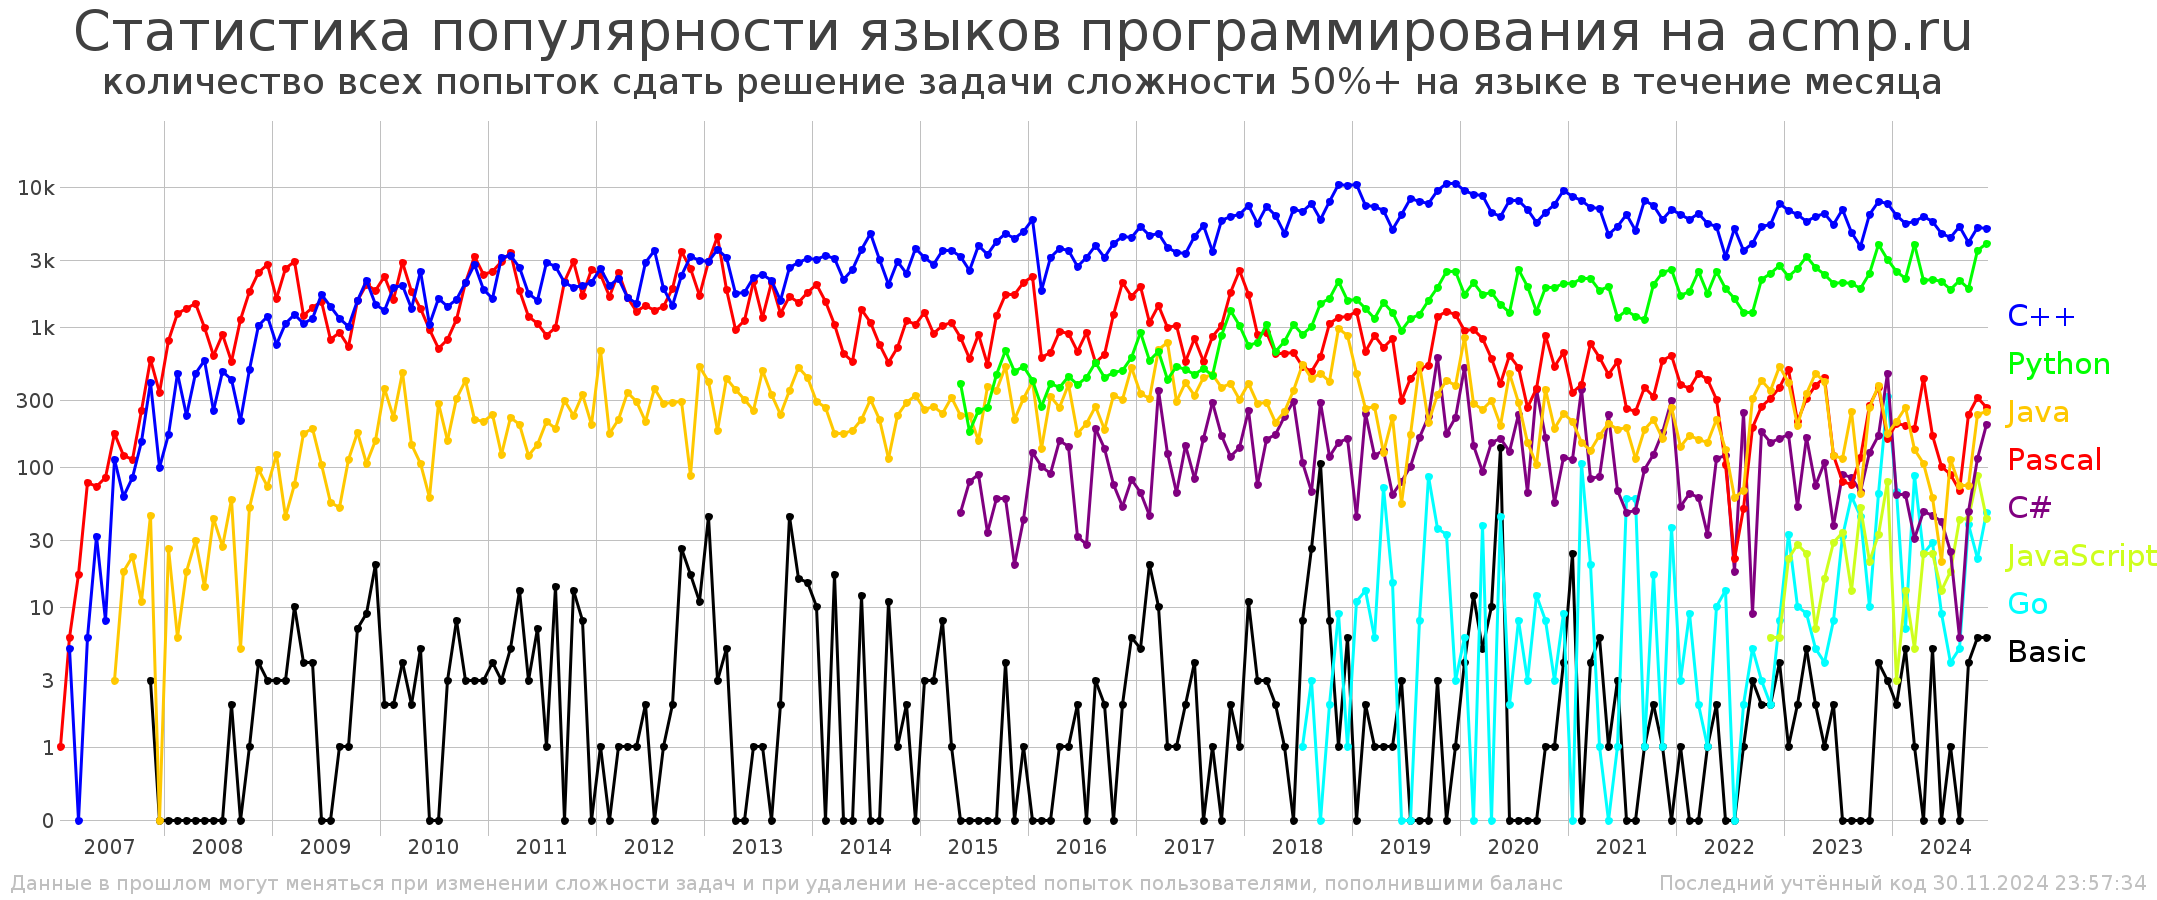 Статистика популярности языков программирования на acmp.ru
количество всех попыток сдать решение задачи сложности 50%+ на языке в течение месяца
10k
3k
1k
300
100
30
10
3
1
0
C++
Python
Java
Pascal
C#
JavaScript
Go
Basic
2007 2008 2009 2010 2011 2012 2013 2014 2015 2016 2017 2018 2019 2020 2021 2022 2023 2024
Данные в прошлом могут меняться при изменении сложности задач и при удалении не-accepted попыток пользователями, пополнившими баланс Последний учтённый код 30.11.2024 23:57:34